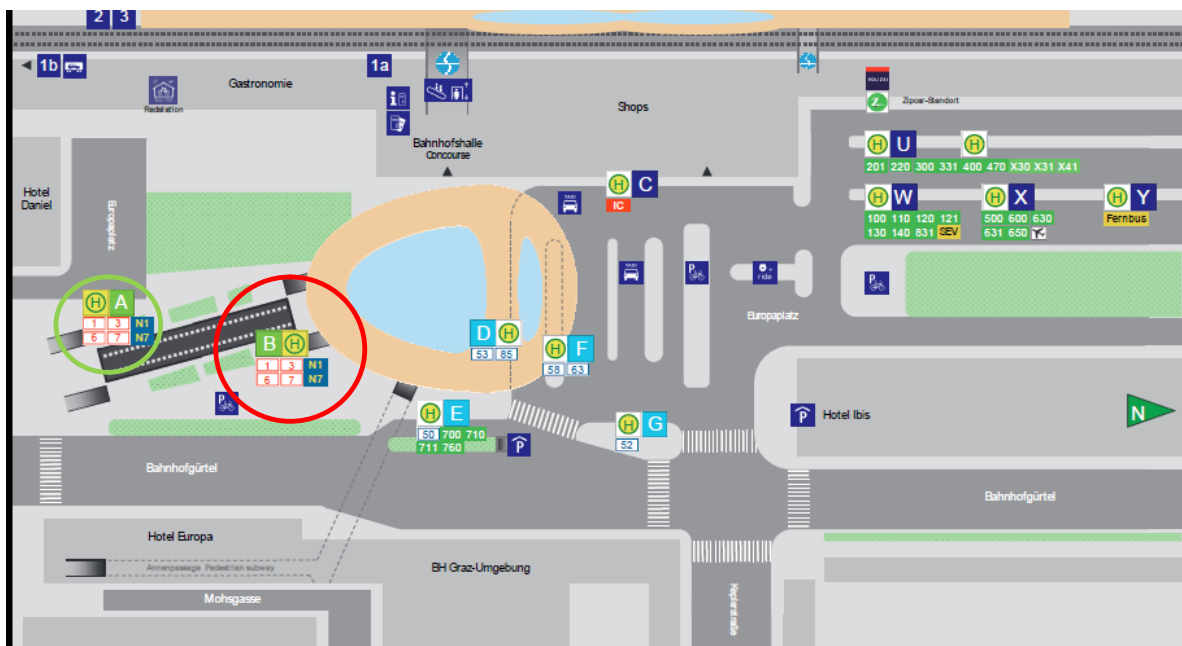 2 3
1b
1a
Gastronomie
Radstation
Shops
Bahnhofshalle
Concourse
POLIZEI
Zipcar-Standort
H U H
201 220 300 331 400 470 X30 X31 X41
Hotel
Daniel
Europaplatz
TAXI
H C
IC
H W
100 110 120 121
130 140 831 SEV
H X
500 600 630
631 650
H Y
Fernbus
TAXI
P
ride
P
Europaplatz
H A
1 3 N1
6 7 N7
B H
1 3 N1
6 7 N7
D H
53 85
H F
58 63
P
H E
50 700 710
711 760
P
H G
52
P Hotel Ibis
N
Bahnhofgürtel
Bahnhofgürtel
Hotel Europa
Annenpassage Pedestrian subway
BH Graz-Umgebung
Mohsgasse
Keplerstraße